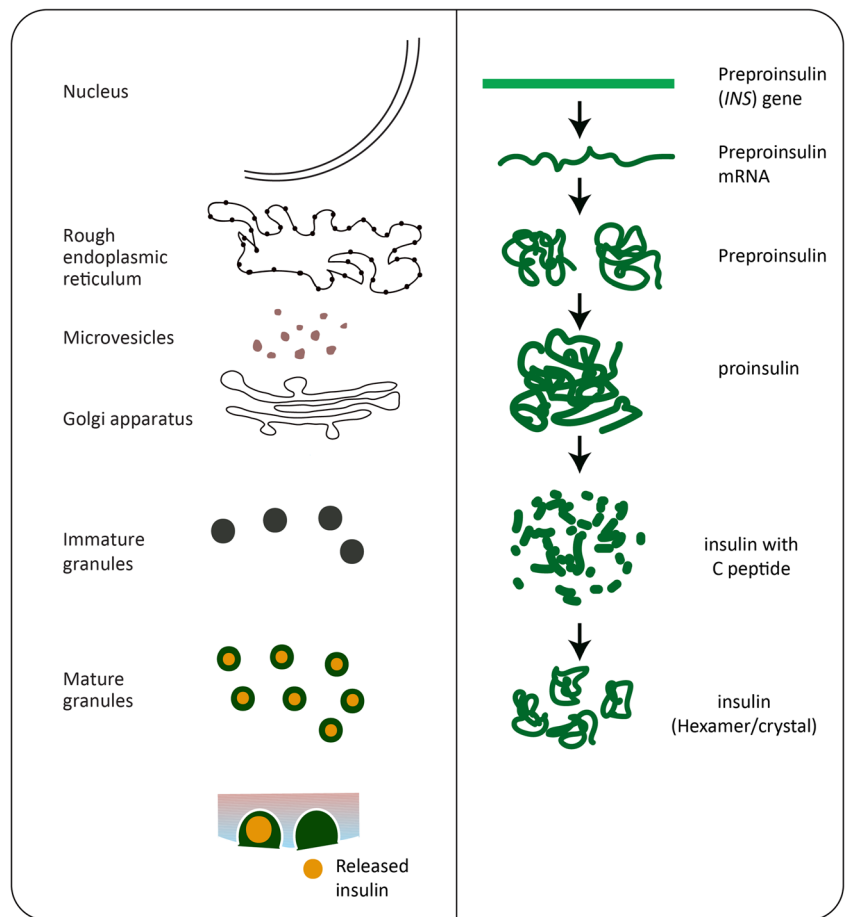 Nucleus
Rough
endoplasmic
reticulum
Microvesicles
Golgi apparatus
Immature
granules
Mature
granules
Released
insulin
Preproinsulin
(INS) gene
Preproinsulin
mRNA
Preproinsulin
proinsulin
insulin with
C peptide
insulin
(Hexamer/crystal)